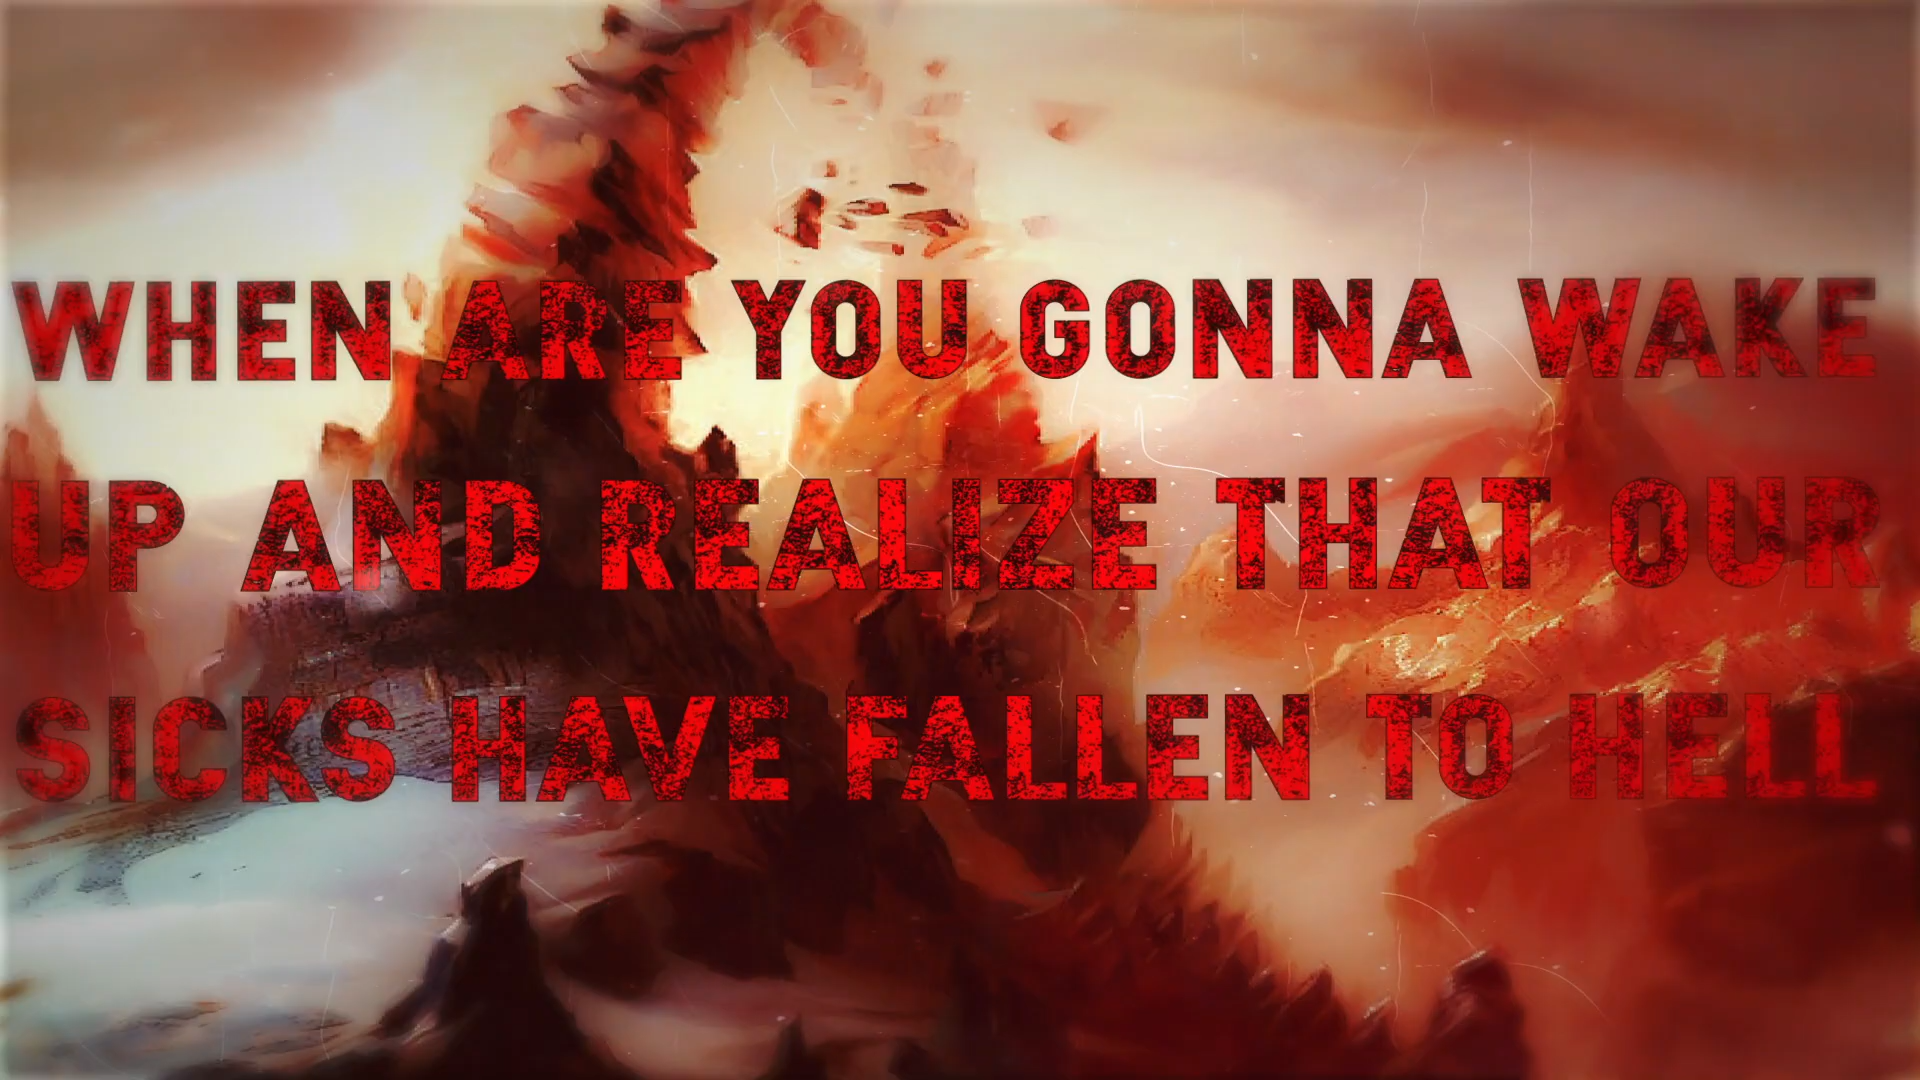 WHEN ARE YOU GONNA WAKE
UP AND REALIZE THAT OUR
SICKS HAVE FALLEN TO HELL